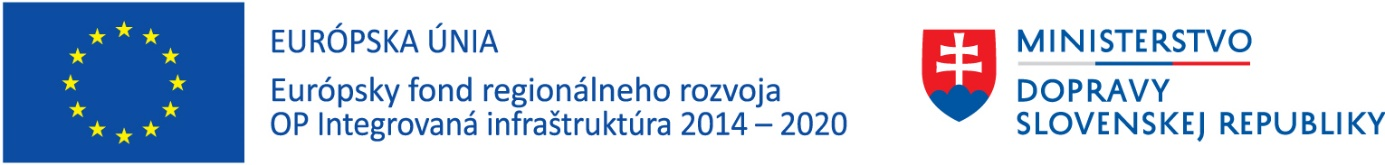 EURÓPSKA ÚNIA
Európsky fond regionálneho rozvoja
OP Integrovaná infraštruktúra 2014 – 2020
MINISTERSTVO
DOPRAVY
SLOVENSKEJ REPUBLIKY